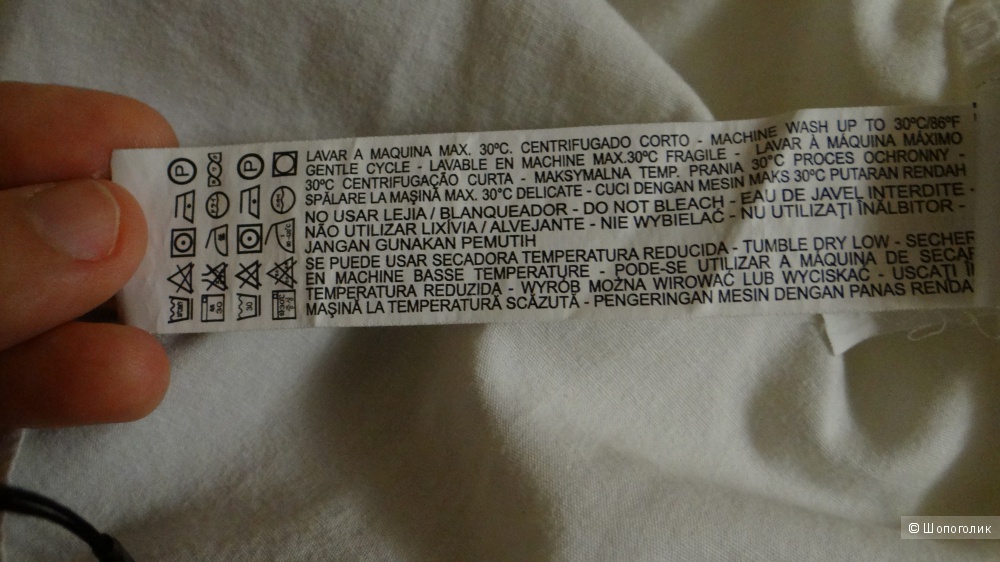 LAVAR A MAQUINA MAX. 30ºC. CENTRIFUGADO CORTO - MACHINE WASH UP TO 30ºC/86ºF
GENTLE CYCLE - LAVABLE EN MACHINE MAX.30ºC FRAGILE - LAVAR À MÁQUINA MÁXIMO
30ºC CENTRIFUGAÇÃO CURTA - MAKSYMALNA TEMP. PRANIA 30°C PROCES OCHRONNY -
SPĂLARE LA MAŞINĂ MAX. 30°C DELICATE - CUCI DENGAN MESIN MAKS 30ºC PUTARAN RENDAH
NO USAR LEJIA / BLANQUEADOR - DO NOT BLEACH - EAU DE JAVEL INTERDITE -
NÃO UTILIZAR LIXÍVIA / ALVEJANTE - NIE WYBIELAĆ - NU UTILIZAŢI ÎNĂLBITOR -
JANGAN GUNAKAN PEMUTIH
SE PUEDE USAR SECADORA TEMPERATURA REDUCIDA - TUMBLE DRY LOW - SECHER
EN MACHINE BASSE TEMPERATURE - PODE-SE UTILIZAR A MÁQUINA DE SECAR
TEMPERATURA REDUZIDA - WYRÓB MOŻNA WIROWAĆ LUB WYCISKAĆ - USCAŢI
MAŞINĂ LA TEMPERATURĂ SCĂZUTĂ - PENGERINGAN MESIN DENGAN PANAS RENDA
© Шопоголик